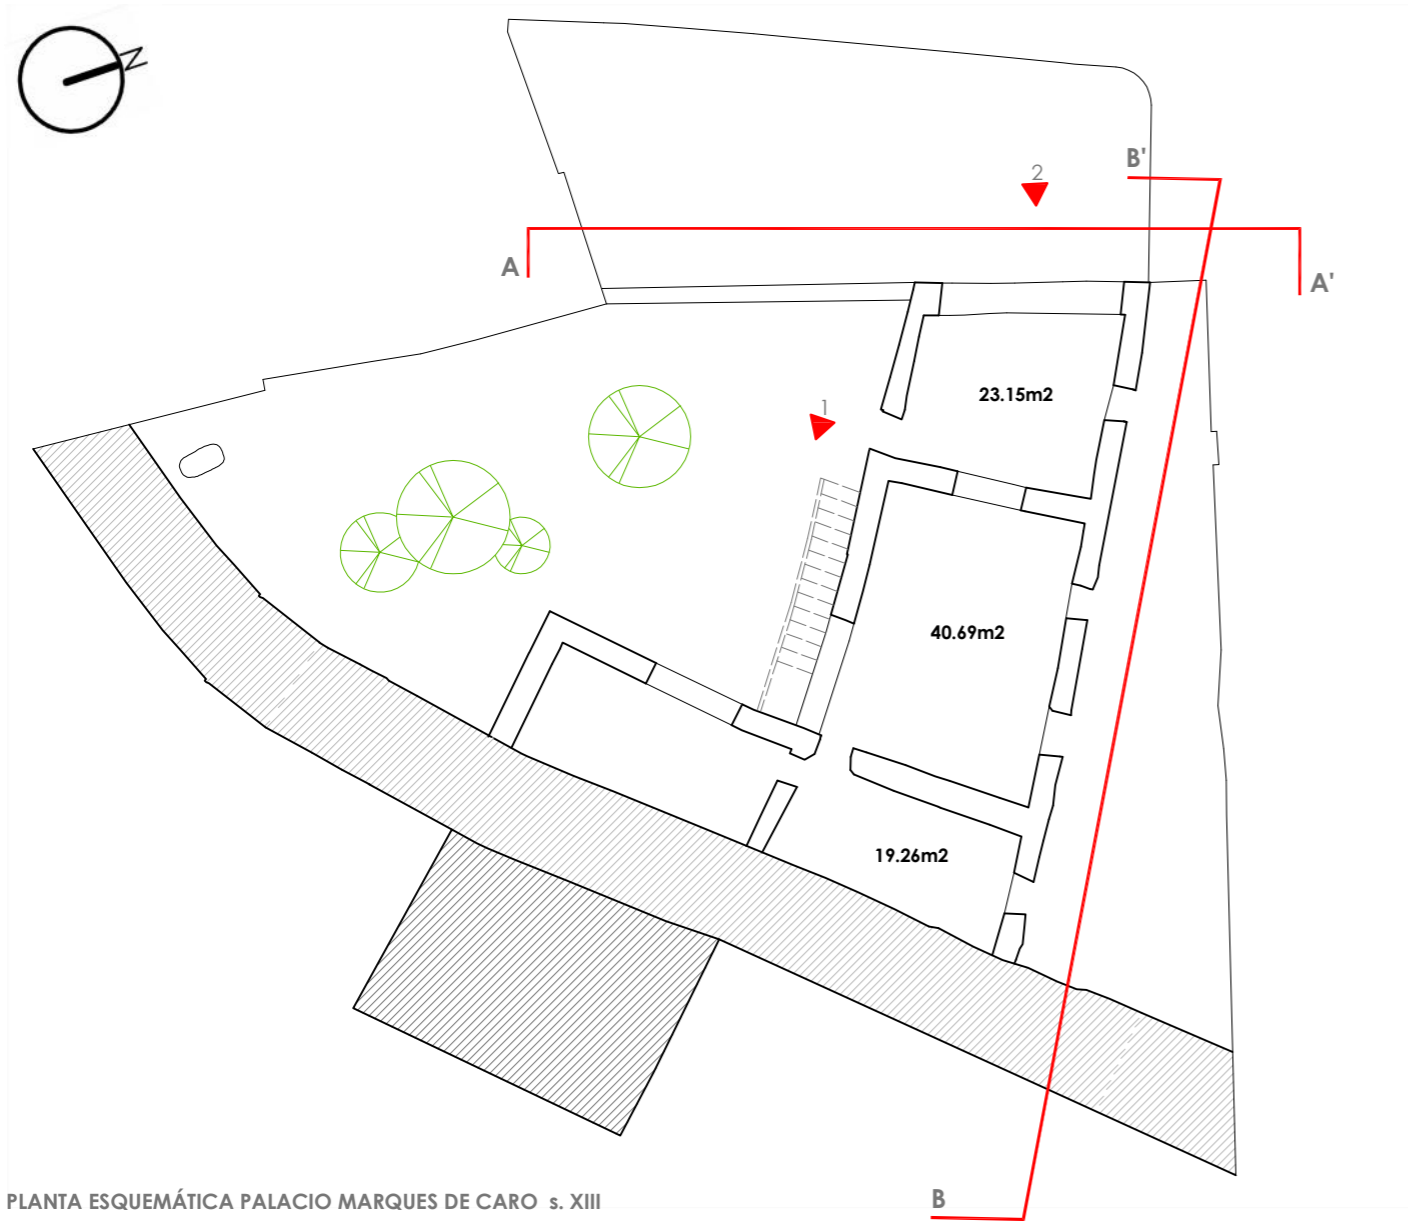 N
B'
2
A
A'
23.15m2
1
40.69m2
19.26m2
B
PLANTA ESQUEMÁTICA PALACIO MARQUES DE CARO s. XIII